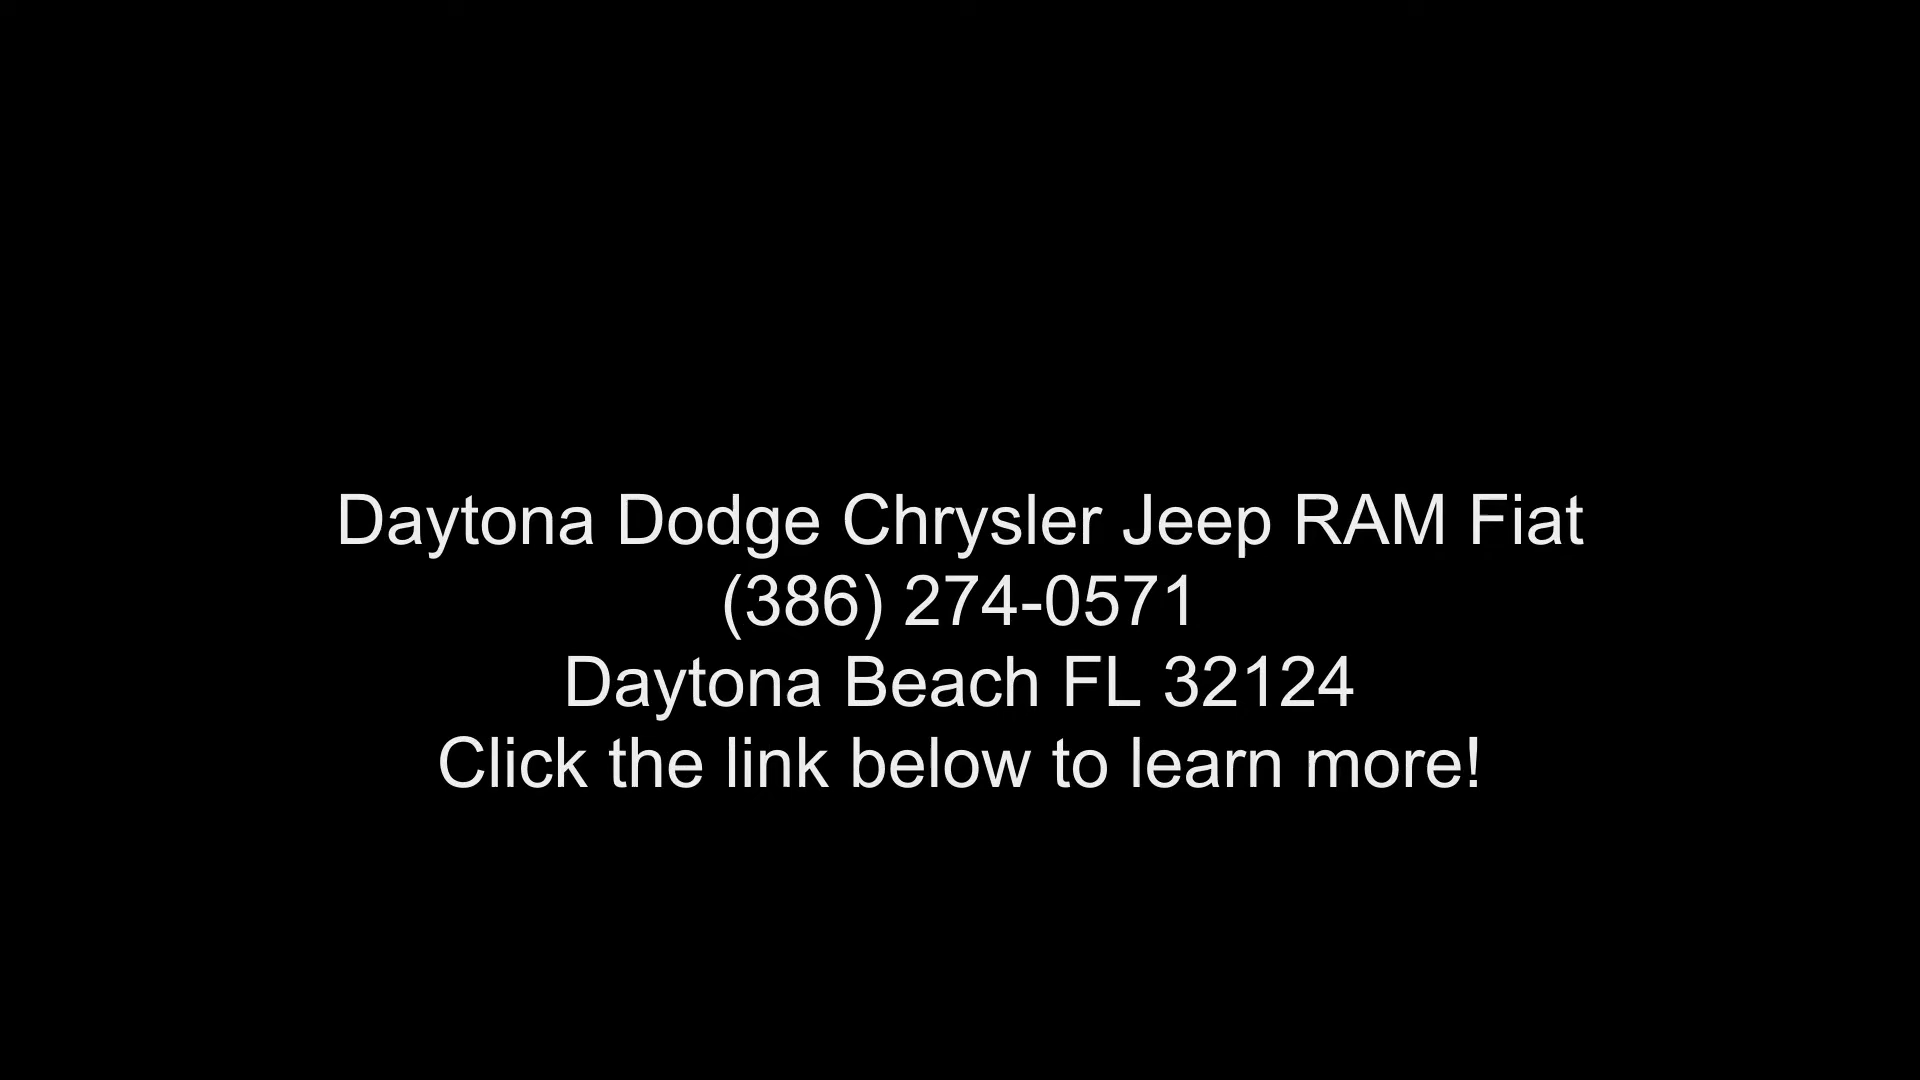 Daytona Dodge Chrysler Jeep RAM Fiat
(386) 274-0571
Daytona Beach FL 32124
Click the link below to learn more!